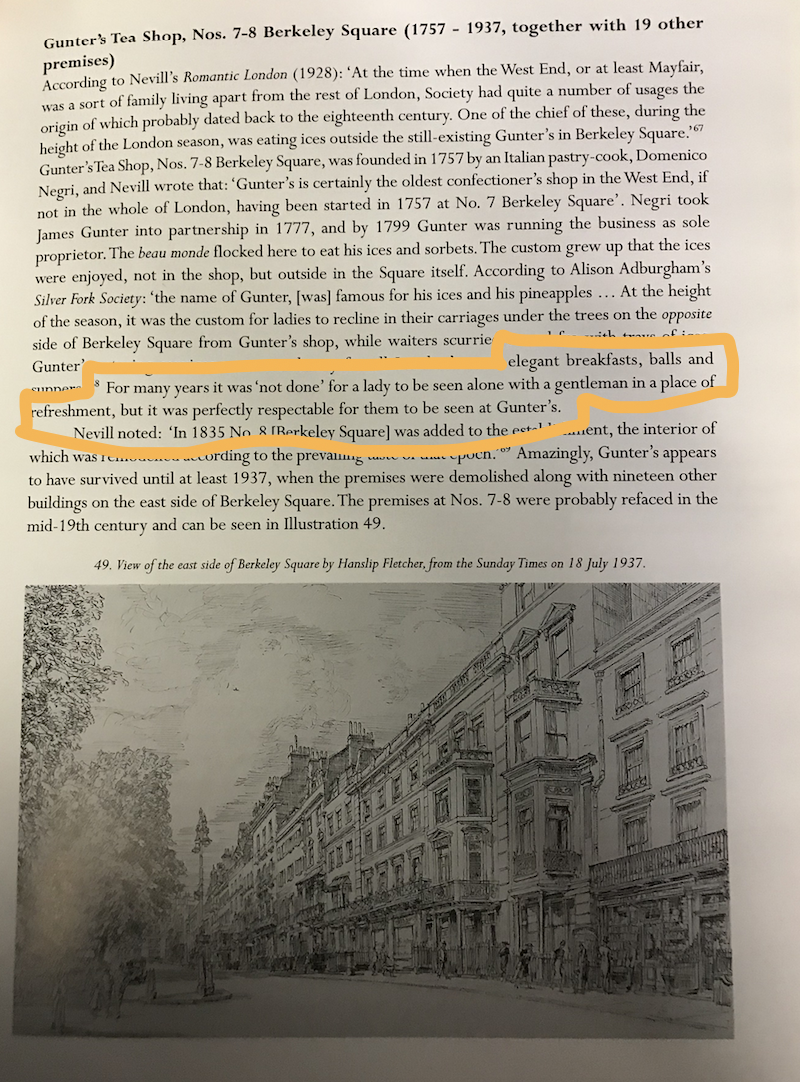 Gunter's Tea Shop, Nos. 7-8 Berkeley Square (1757 - 1937, together with 19 other
premises)
According to Nevill's Romantic London (1928): 'At the time when the West End, or at least Mayfair,
was a sort of family living apart from the rest of London, Society had quite a number of usages the
origin of which probably dated back to the eighteenth century. One of the chief of these, during the
height of the London season, was eating ices outside the still-existing Gunter's in Berkeley Square.'67
Gunter'sTea Shop, Nos. 7-8 Berkeley Square, was founded in 1757 by an Italian pastry-cook, Domenico
Negri, and Nevill wrote that: 'Gunter's is certainly the oldest confectioner's shop in the West End, if
not in the whole of London, having been started in 1757 at No. 7 Berkeley Square'. Negri took
James Gunter into partnership in 1777, and by 1799 Gunter was running the business as sole
proprietor. The beau monde flocked here to eat his ices and sorbets. The custom grew up that the ices
were enjoyed, not in the shop, but outside in the Square itself. According to Alison Adburgham's
Silver Fork Society: 'the name of Gunter, [was] famous for his ices and his pineapples ... At the height
of the season, it was the custom for ladies to recline in their carriages under the trees on the opposite
side of Berkeley Square from Gunter's shop, while waiters with trays of
Gunter' elegant breakfasts, balls and
8 For many years it was 'not done' for a lady to be seen alone with a gentleman in a place of
refreshment, but it was perfectly respectable for them to be seen at Gunter's.
Nevill noted: 'In 1835 No. 8 [Berkeley Square] was added to the the interior of
which was according to the prevailing taste of that epoch.'69 Amazingly, Gunter's appears
to have survived until at least 1937, when the premises were demolished along with nineteen other
buildings on the east side of Berkeley Square. The premises at Nos. 7-8 were probably refaced in the
mid-19th century and can be seen in Illustration 49.
49. View of the east side of Berkeley Square by Hanslip Fletcher, from the Sunday Times on 18 July 1937.